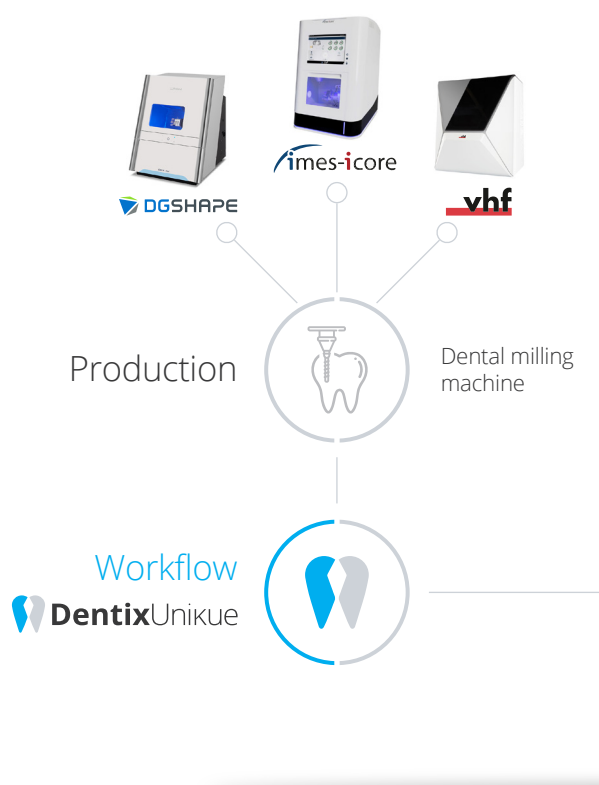 imes-icore
DGSHAPE
vhf
Production
Dental milling
machine
Workflow
DentixUnikue